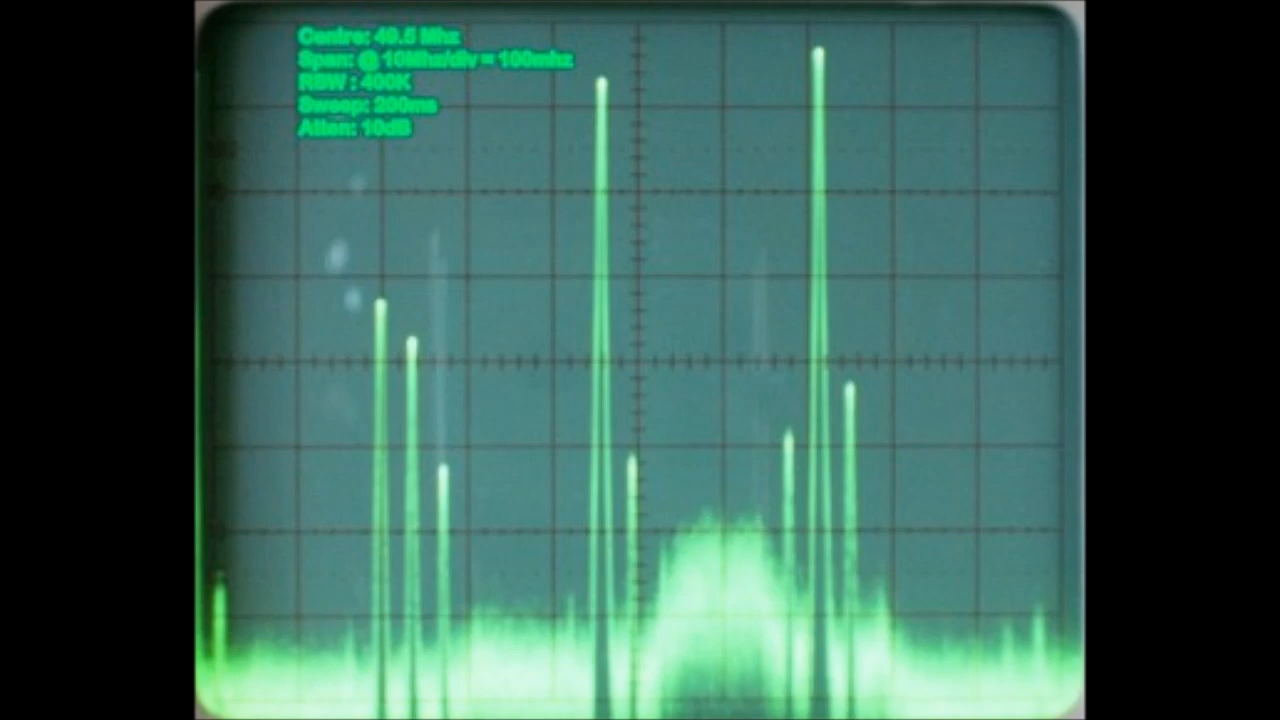 Centre: 49.5 Mhz
Span: @ 10Mhz/div = 100mhz
RBW : 400K
Sweep: 200ms
Atten: 10dB